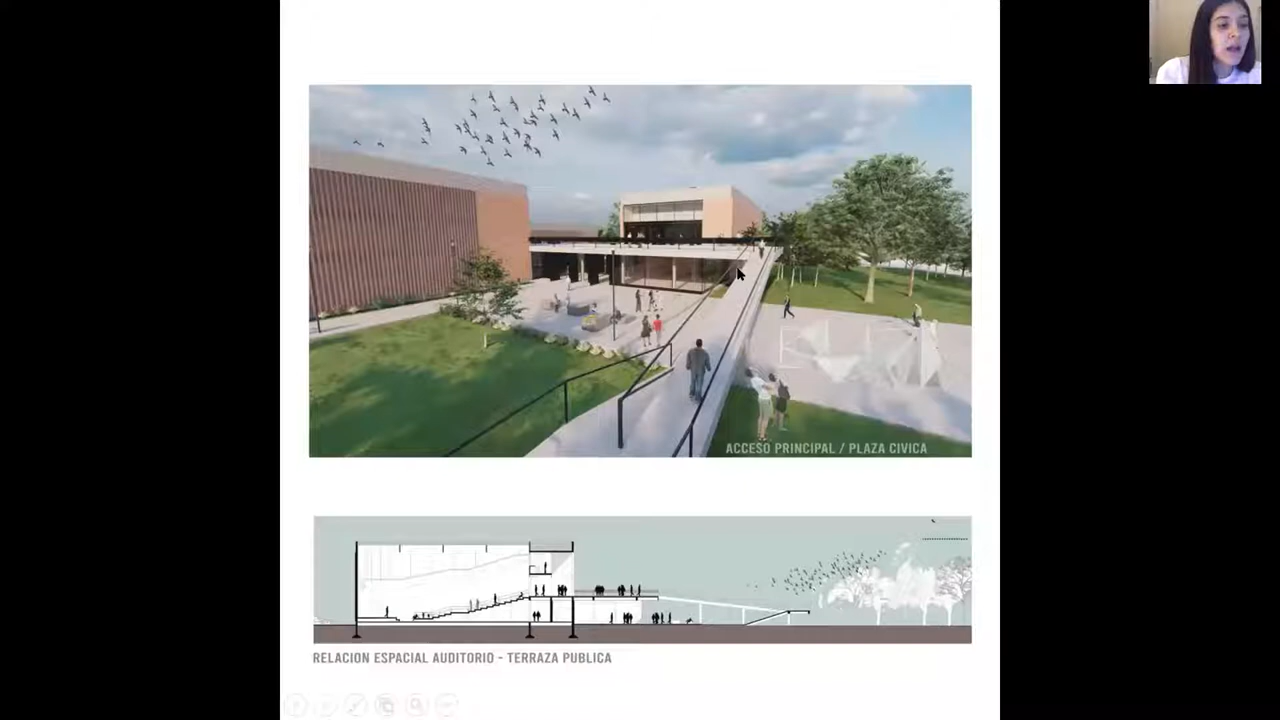 ACCESO PRINCIPAL / PLAZA CIVICA
RELACION ESPACIAL AUDITORIO - TERRAZA PUBLICA